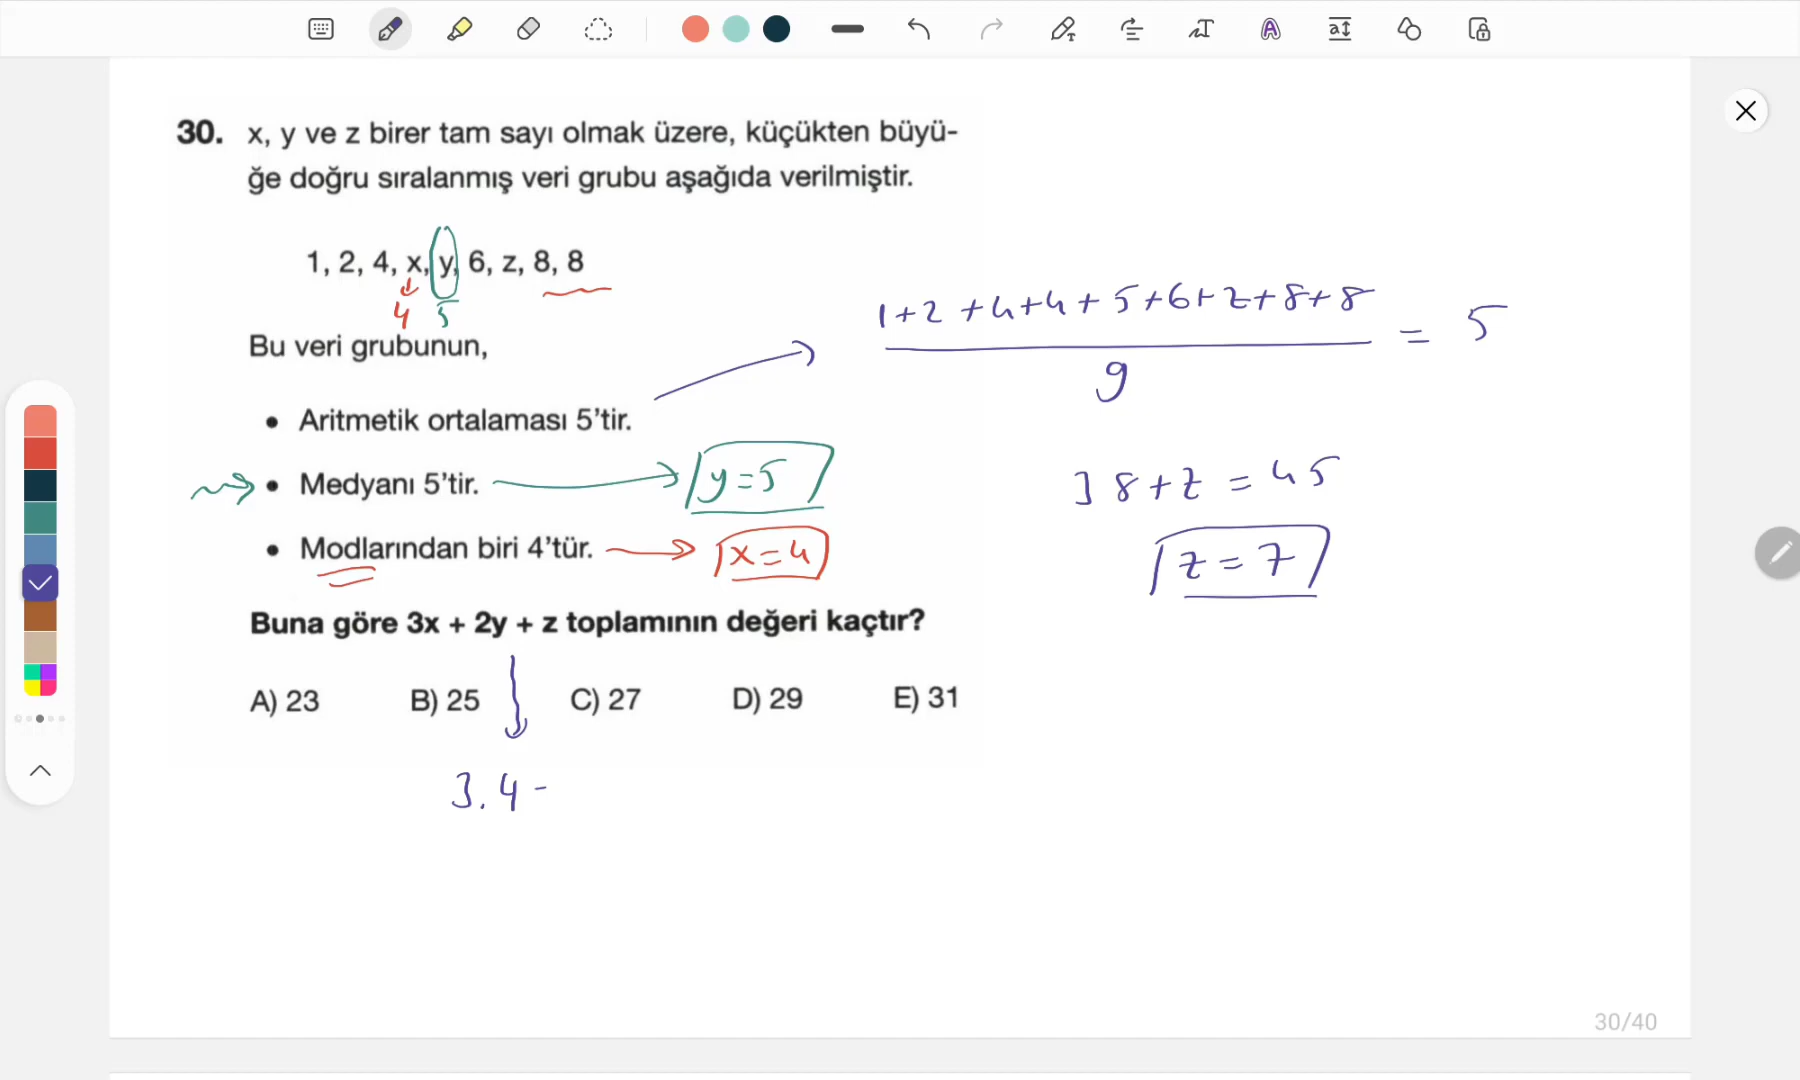 30. x, y ve z birer tam sayı olmak üzere, küçükten büyü-
ğe doğru sıralanmış veri grubu aşağıda verilmiştir.
1, 2, 4, x, y, 6, z, 8, 8
4 5
Bu veri grubunun,
1+2+4+4+5+6+z+8+8 = 5
9
• Aritmetik ortalaması 5'tir.
• Medyanı 5'tir. y=5
38+z = 45
• Modlarından biri 4'tür. x=4
z = 7
Buna göre 3x + 2y + z toplamının değeri kaçtır?
A) 23 B) 25 C) 27 D) 29 E) 31
3.4 -
30/40